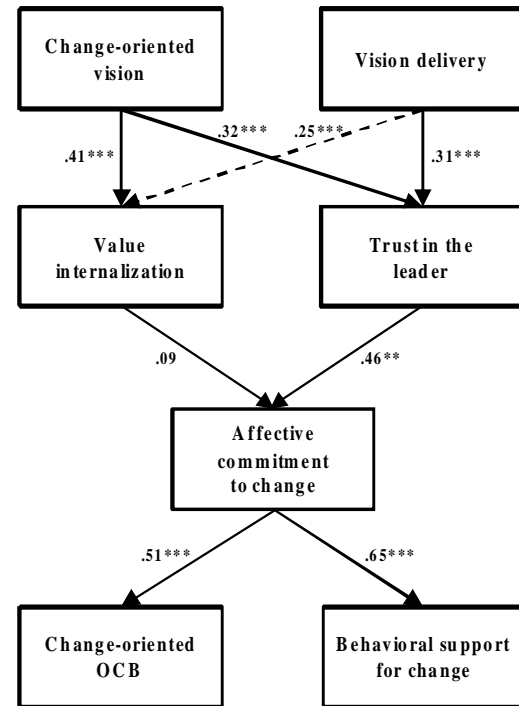 Change-oriented
vision
Vision delivery
.41***
.32***
.25***
.31***
Value
internalization
Trust in the
leader
.09
.46**
Affective
commitment
to change
.51***
.65***
Change-oriented
OCB
Behavioral support
for change